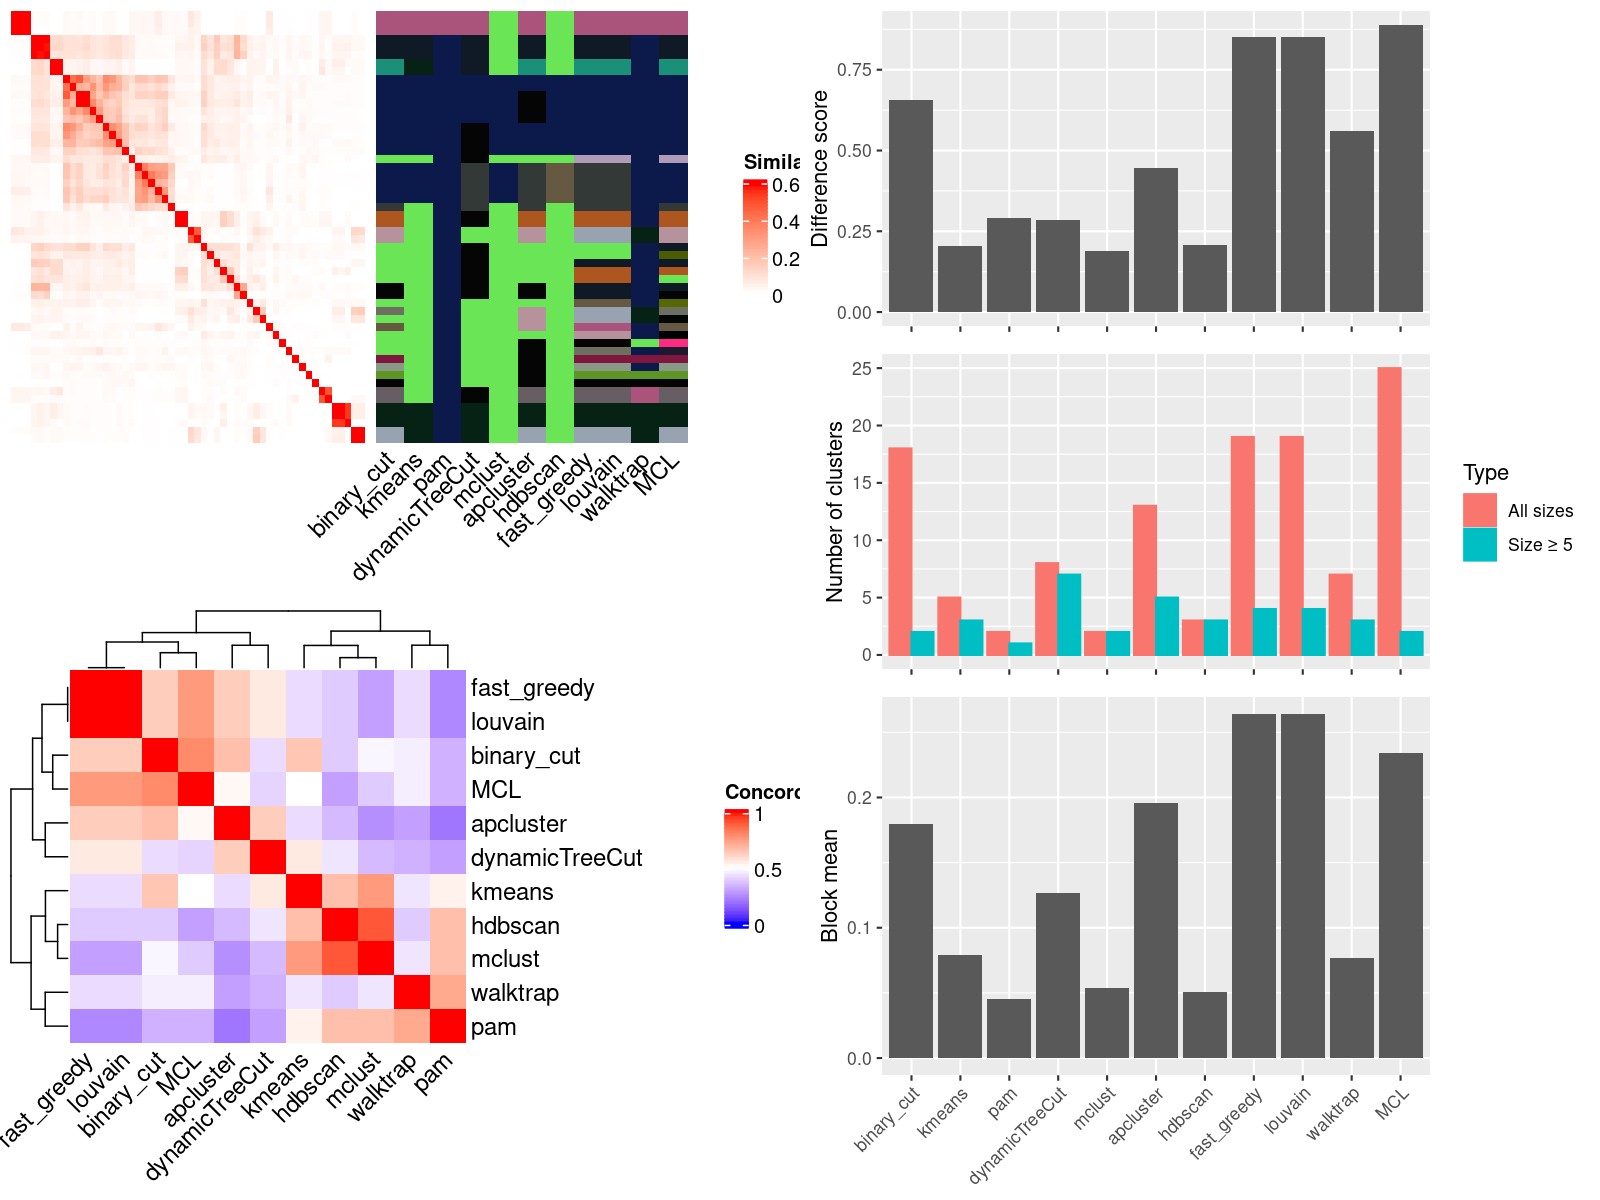 Simila
0.6
0.4
0.2
0
binary_cut
kmeans
pam
dynamicTreeCut
mclust
apcluster
hdbscan
fast_greedy
louvain
walktrap
MCL
fast_greedy
louvain
binary_cut
MCL
apcluster
dynamicTreeCut
kmeans
hdbscan
mclust
walktrap
pam
Concord
1
0.5
0
fast_greedy
louvain
binary_cut
MCL
apcluster
dynamicTreeCut
kmeans
hdbscan
mclust
walktrap
pam
Difference score
0.75
0.50
0.25
0.00
Number of clusters
25
20
15
10
5
0
Type
All sizes
Size ≥ 5
Block mean
0.2
0.1
0.0
binary_cut
kmeans
pam
dynamicTreeCut
mclust
apcluster
hdbscan
fast_greedy
louvain
walktrap
MCL